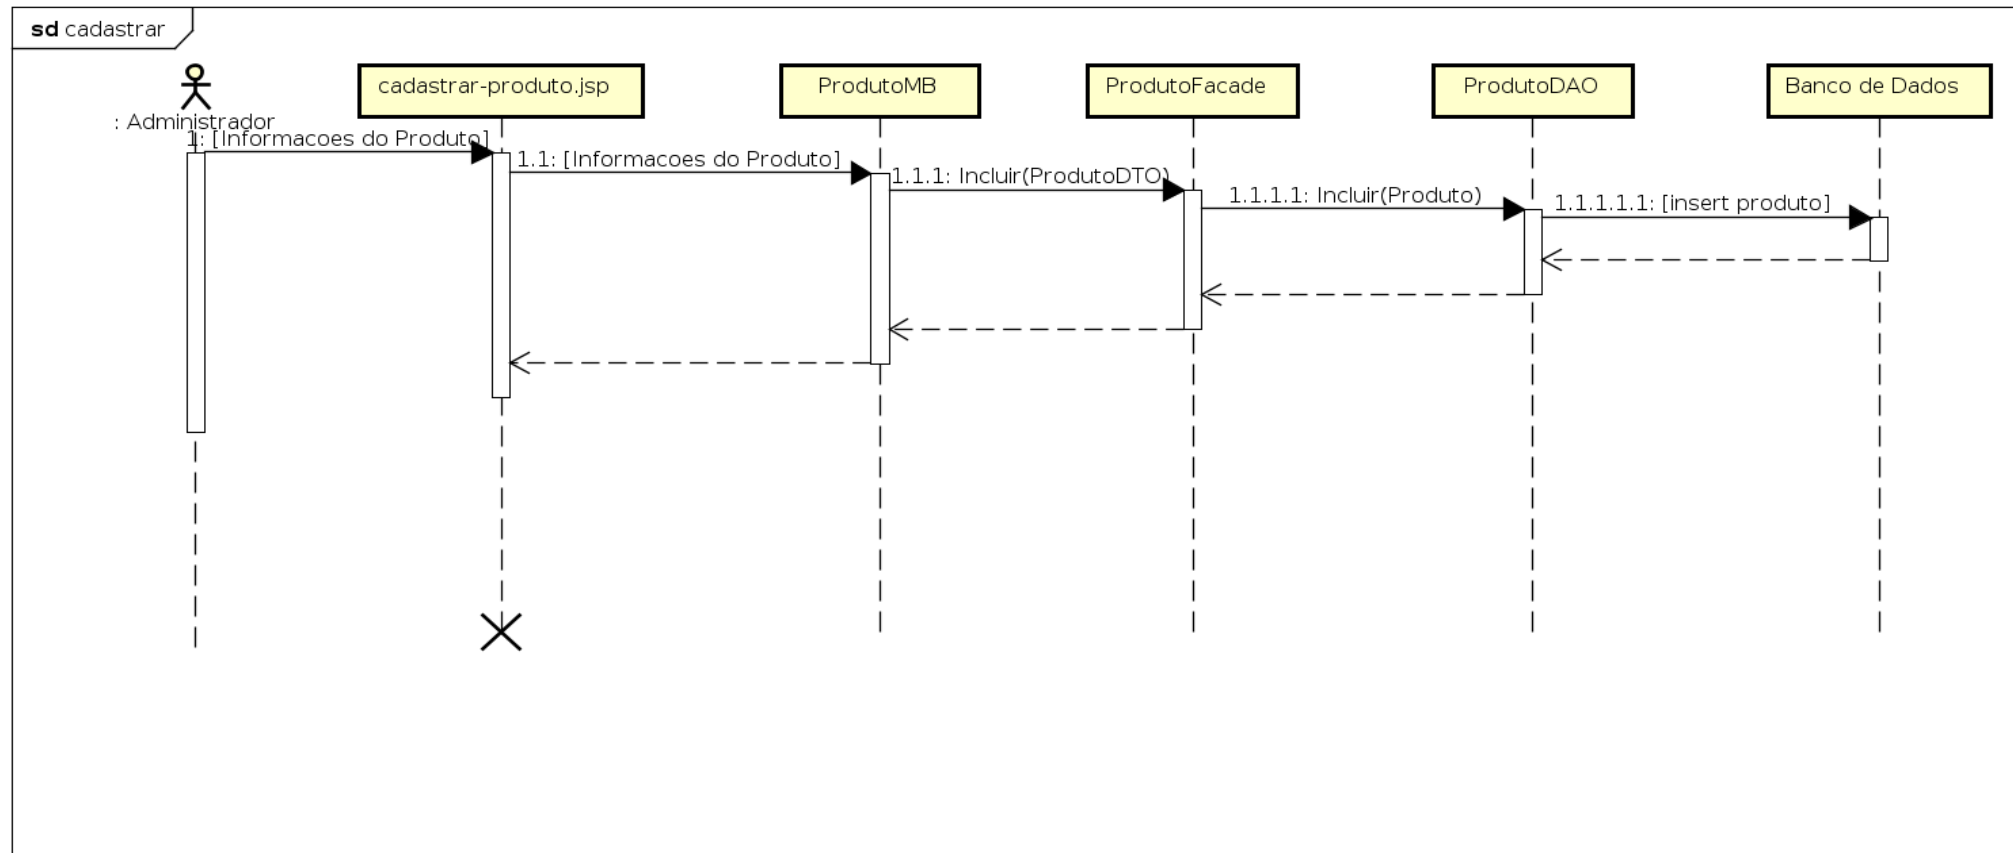 sd cadastrar
cadastrar-produto.jsp
ProdutoMB
ProdutoFacade
ProdutoDAO
Banco de Dados
: Administrador
1: [Informacoes do Produto]
1.1: [Informacoes do Produto]
1.1.1: Incluir(ProdutoDTO)
1.1.1.1: Incluir(Produto)
1.1.1.1.1: [insert produto]